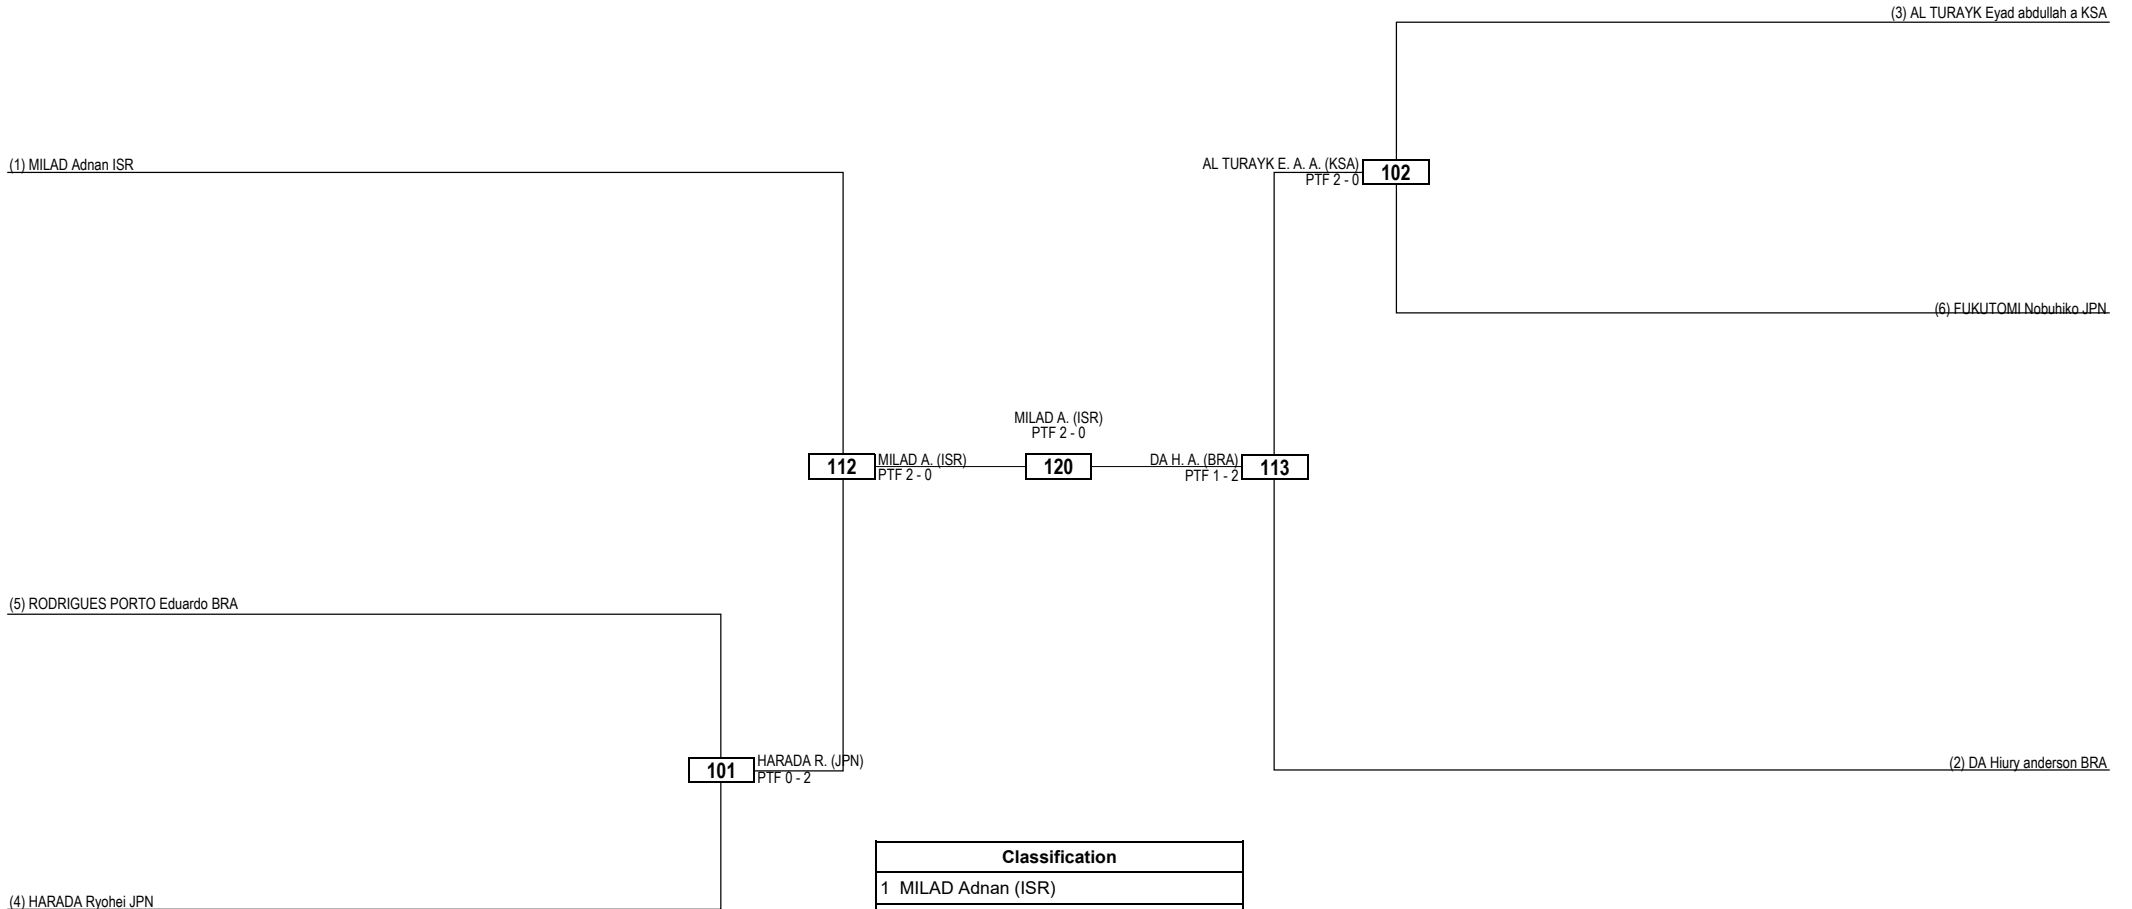 (3) AL TURAYK Eyad abdullah a KSA
(1) MILAD Adnan ISR
AL TURAYK E. A. A. (KSA)
PTF 2 - 0
102
(6) FUKUTOMI Nobuhiko JPN
MILAD A. (ISR)
PTF 2 - 0
112
MILAD A. (ISR)
PTF 2 - 0
120
DA H. A. (BRA)
PTF 1 - 2
113
(5) RODRIGUES PORTO Eduardo BRA
101
HARADA R. (JPN)
PTF 0 - 2
(2) DA Hiury anderson BRA
Classification
1 MILAD Adnan (ISR)
(4) HARADA Ryohei JPN